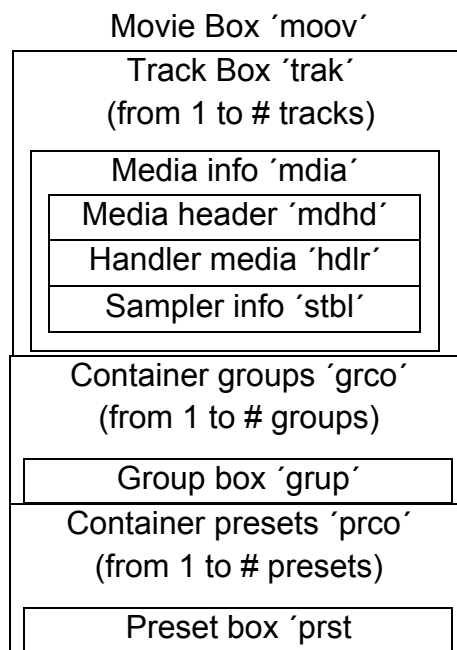 Movie Box ´moov´
Track Box ´trak´
(from 1 to # tracks)
Media info ´mdia´
Media header ´mdhd´
Handler media ´hdlr´
Sampler info ´stbl´
Container groups ´grco´
(from 1 to # groups)
Group box ´grup´
Container presets ´prco´
(from 1 to # presets)
Preset box ´prst